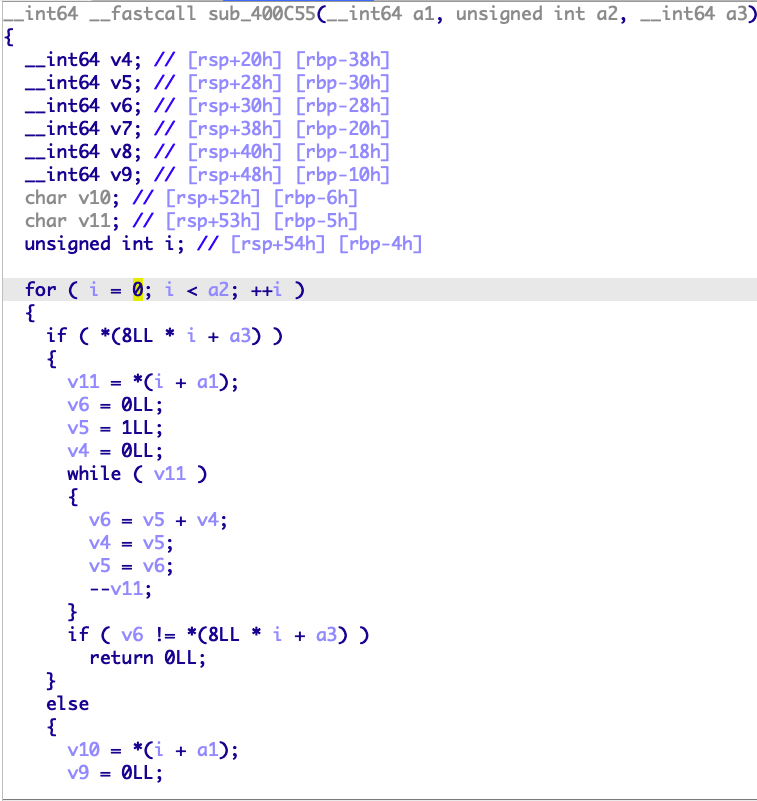 __int64 __fastcall sub_400C55(__int64 a1, unsigned int a2, __int64 a3)
{
  __int64 v4; // [rsp+20h] [rbp-38h]
  __int64 v5; // [rsp+28h] [rbp-30h]
  __int64 v6; // [rsp+30h] [rbp-28h]
  __int64 v7; // [rsp+38h] [rbp-20h]
  __int64 v8; // [rsp+40h] [rbp-18h]
  __int64 v9; // [rsp+48h] [rbp-10h]
  char v10; // [rsp+52h] [rbp-6h]
  char v11; // [rsp+53h] [rbp-5h]
  unsigned int i; // [rsp+54h] [rbp-4h]

  for ( i = 0; i < a2; ++i )
  {
    if ( *(8LL * i + a3) )
    {
      v11 = *(i + a1);
      v6 = 0LL;
      v5 = 1LL;
      v4 = 0LL;
      while ( v11 )
      {
        v6 = v5 + v4;
        v4 = v5;
        v5 = v6;
        --v11;
      }
      if ( v6 != *(8LL * i + a3) )
        return 0LL;
    }
    else
    {
      v10 = *(i + a1);
      v9 = 0LL;